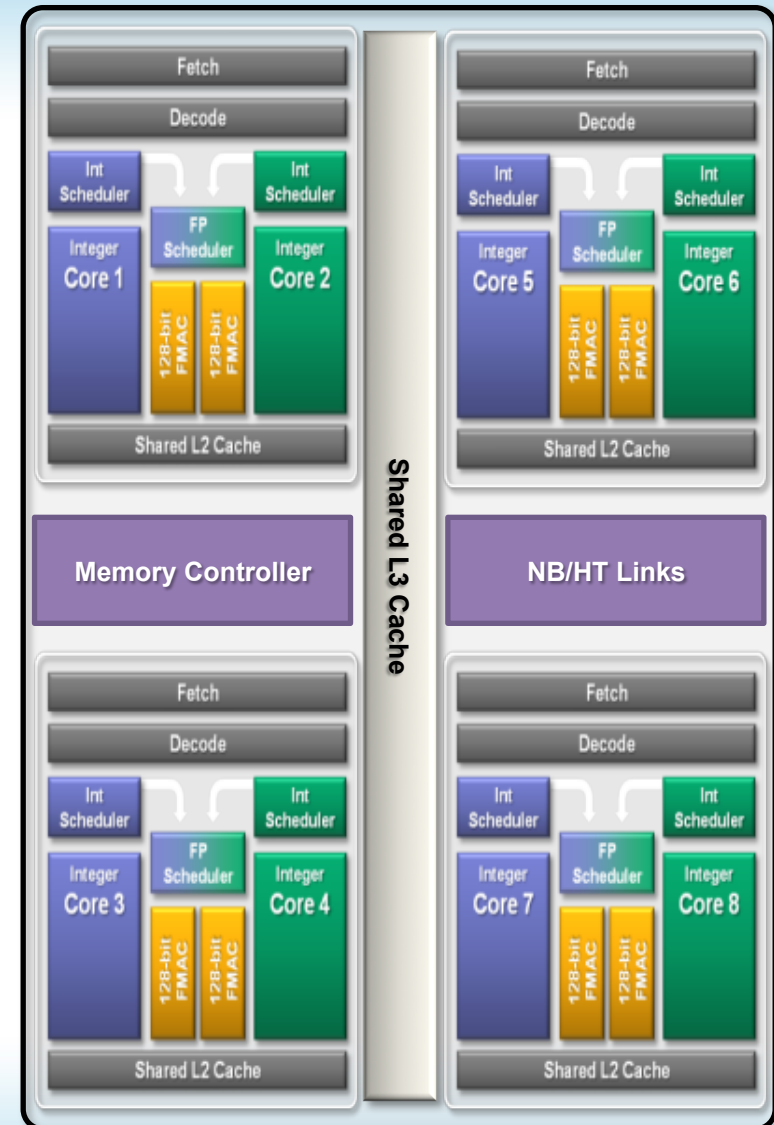 Fetch
Decode
Int
Scheduler
Int
Scheduler
FP
Scheduler
Integer
Core 1
Integer
Core 2
128-bit
FMAC
128-bit
FMAC
Shared L2 Cache
Fetch
Decode
Int
Scheduler
Int
Scheduler
FP
Scheduler
Integer
Core 5
Integer
Core 6
128-bit
FMAC
128-bit
FMAC
Shared L2 Cache
Shared L3 Cache
Memory Controller
NB/HT Links
Fetch
Decode
Int
Scheduler
Int
Scheduler
FP
Scheduler
Integer
Core 3
Integer
Core 4
128-bit
FMAC
128-bit
FMAC
Shared L2 Cache
Fetch
Decode
Int
Scheduler
Int
Scheduler
FP
Scheduler
Integer
Core 7
Integer
Core 8
128-bit
FMAC
128-bit
FMAC
Shared L2 Cache